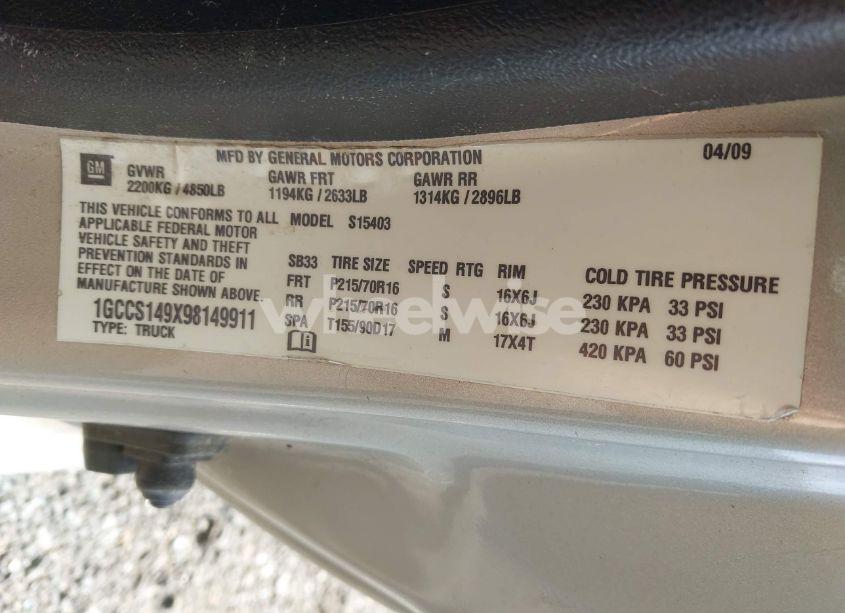 MFD BY GENERAL MOTORS CORPORATION 04/09
GM GVWR GAWR FRT GAWR RR
2200KG / 4850LB 1194KG / 2633LB 1314KG / 2896LB
THIS VEHICLE CONFORMS TO ALL MODEL S15403
APPLICABLE FEDERAL MOTOR
VEHICLE SAFETY AND THEFT
PREVENTION STANDARDS IN
EFFECT ON THE DATE OF
MANUFACTURE SHOWN ABOVE.
1GCCS149X98149911
TYPE: TRUCK
SB33 TIRE SIZE SPEED RTG RIM COLD TIRE PRESSURE
FRT P215/70R16 S 16X6J 230 KPA 33 PSI
RR P215/70R16 S 16X6J 230 KPA 33 PSI
SPA T155/90D17 M 17X4T 420 KPA 60 PSI
wheelwise